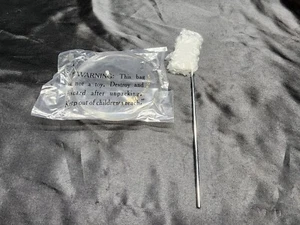 WARNING: This bag
is not a toy. Destroy and
discard after unpacking.
Keep out of children's reach.